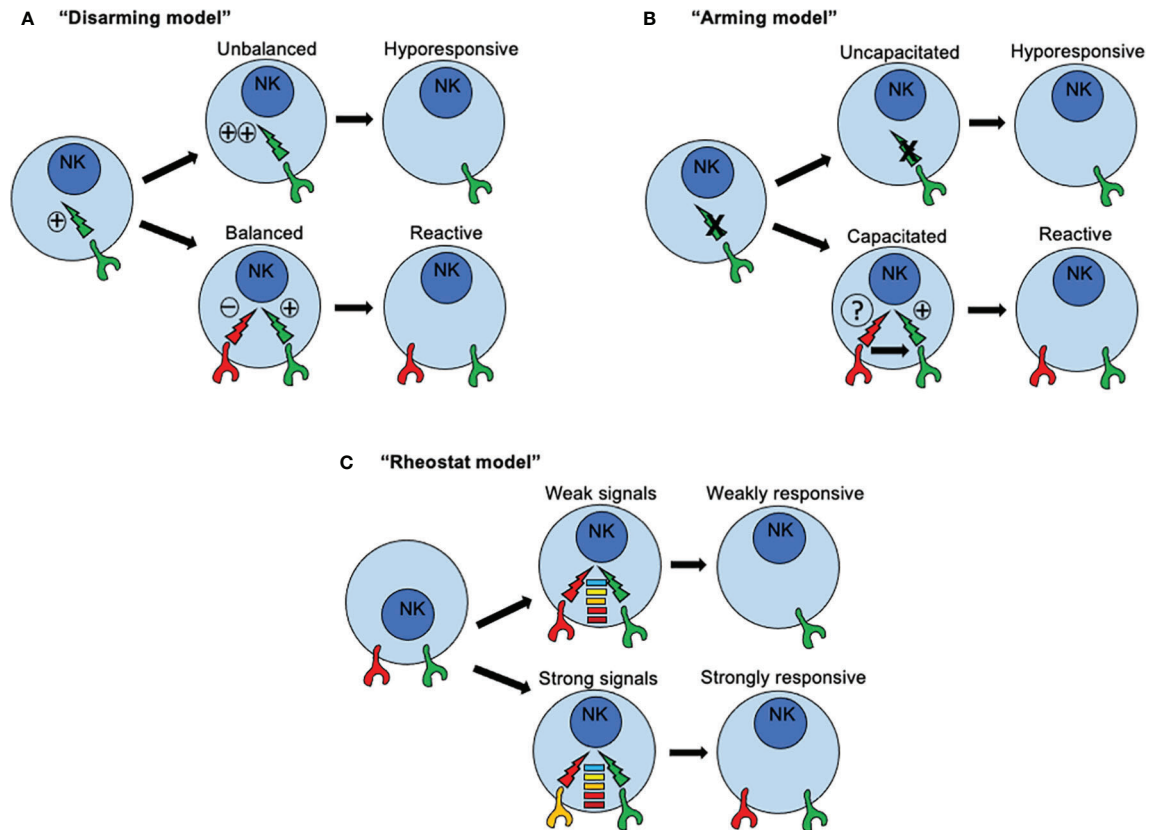 A "Disarming model"
Unbalanced
Hyporesponsive
NK
NK
++
NK
+
Balanced
Reactive
NK
NK
− +
B "Arming model"
Uncapacitated
Hyporesponsive
NK
NK
X
NK
X
Capacitated
Reactive
NK
NK
? +
C "Rheostat model"
Weak signals
Weakly responsive
NK
NK
NK
Strong signals
Strongly responsive
NK
NK